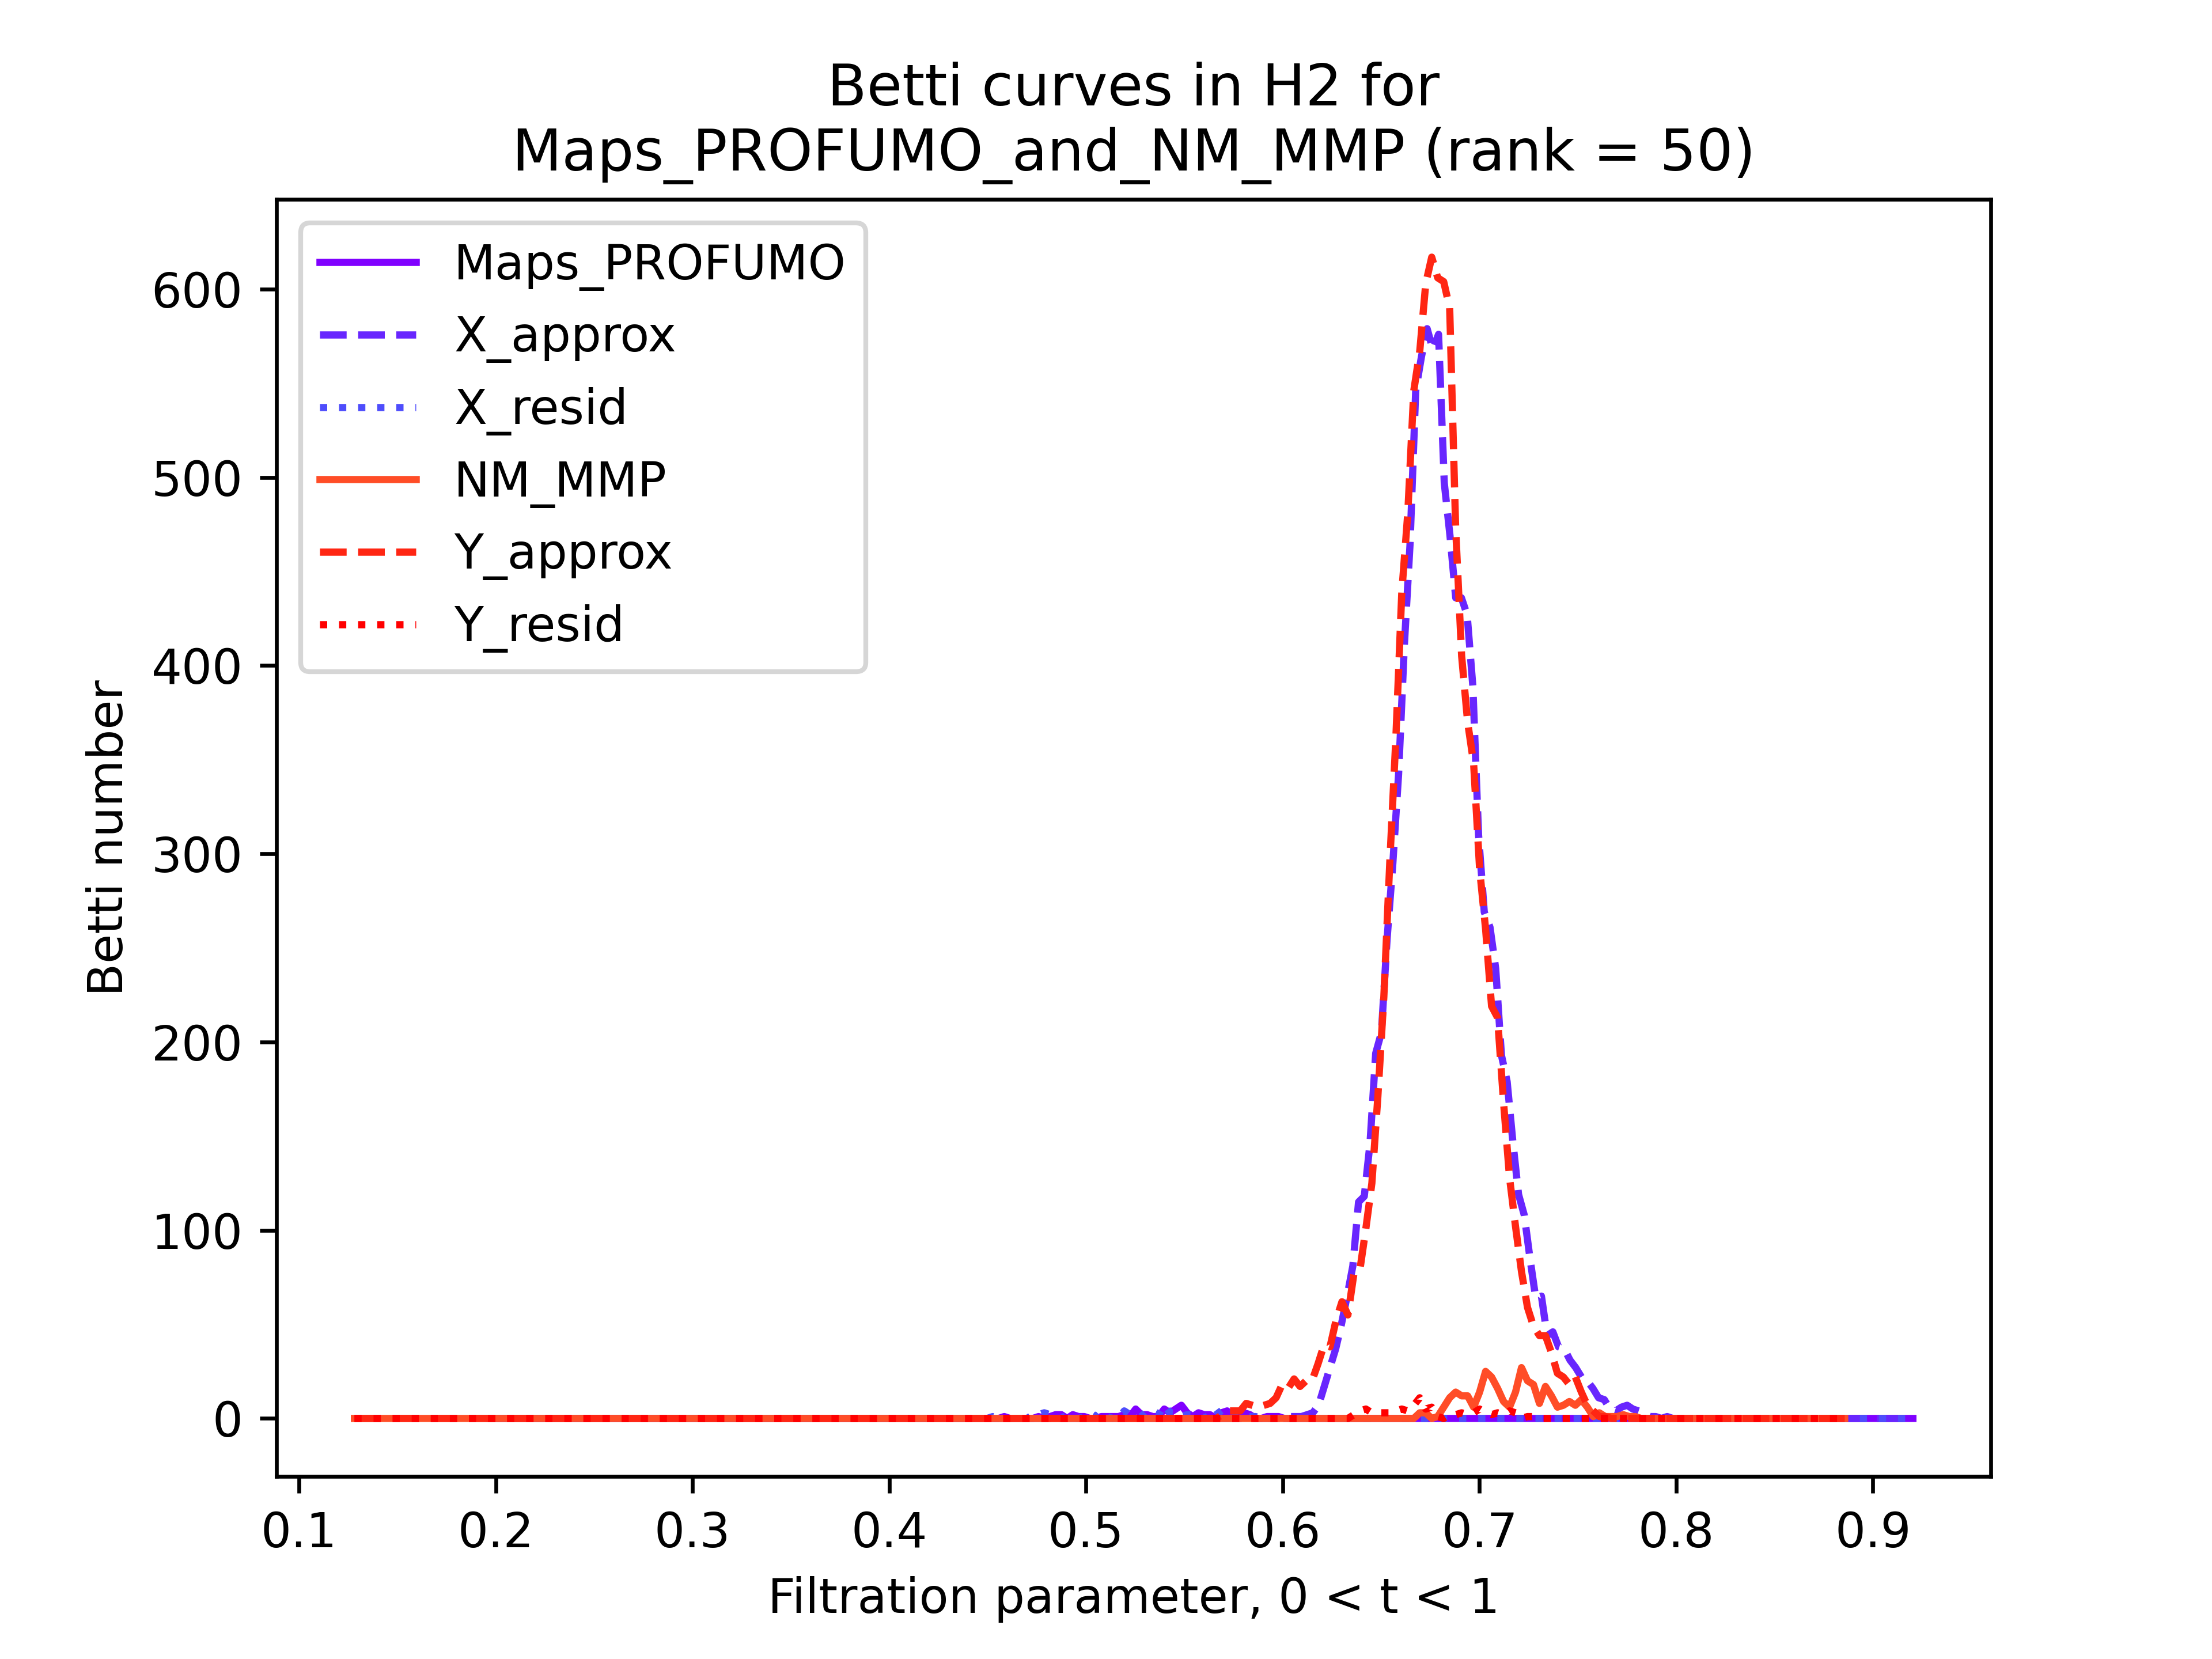 Betti curves in H2 for
Maps_PROFUMO_and_NM_MMP (rank = 50)
Maps_PROFUMO
X_approx
X_resid
NM_MMP
Y_approx
Y_resid
Betti number
600
500
400
300
200
100
0
0.1 0.2 0.3 0.4 0.5 0.6 0.7 0.8 0.9
Filtration parameter, 0 < t < 1